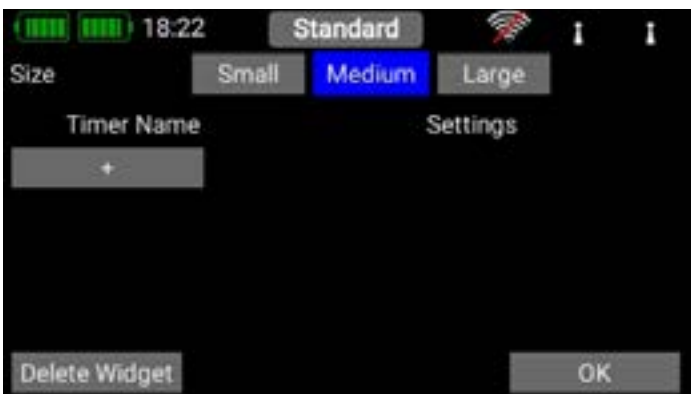 18:22 Standard
Size Small Medium Large
Timer Name Settings
+
Delete Widget OK